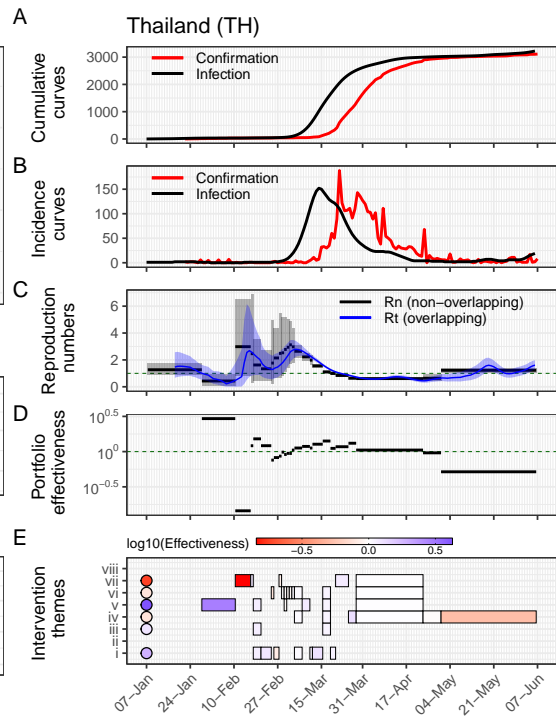 A
Thailand (TH)
Cumulative
curves
3000
2000
1000
0
Confirmation
Infection
B
Incidence
curves
150
100
50
0
Confirmation
Infection
C
Reproduction
numbers
6
4
2
0
Rn (non−overlapping)
Rt (overlapping)
D
Portfolio
effectiveness
10^0.5
10^0
10^−0.5
E
log10(Effectiveness)
−0.5
0.0
0.5
Intervention
themes
viii
vii
vi
v
iv
iii
ii
i
07−Jan
24−Jan
10−Feb
27−Feb
15−Mar
31−Mar
17−Apr
04−May
21−May
07−Jun